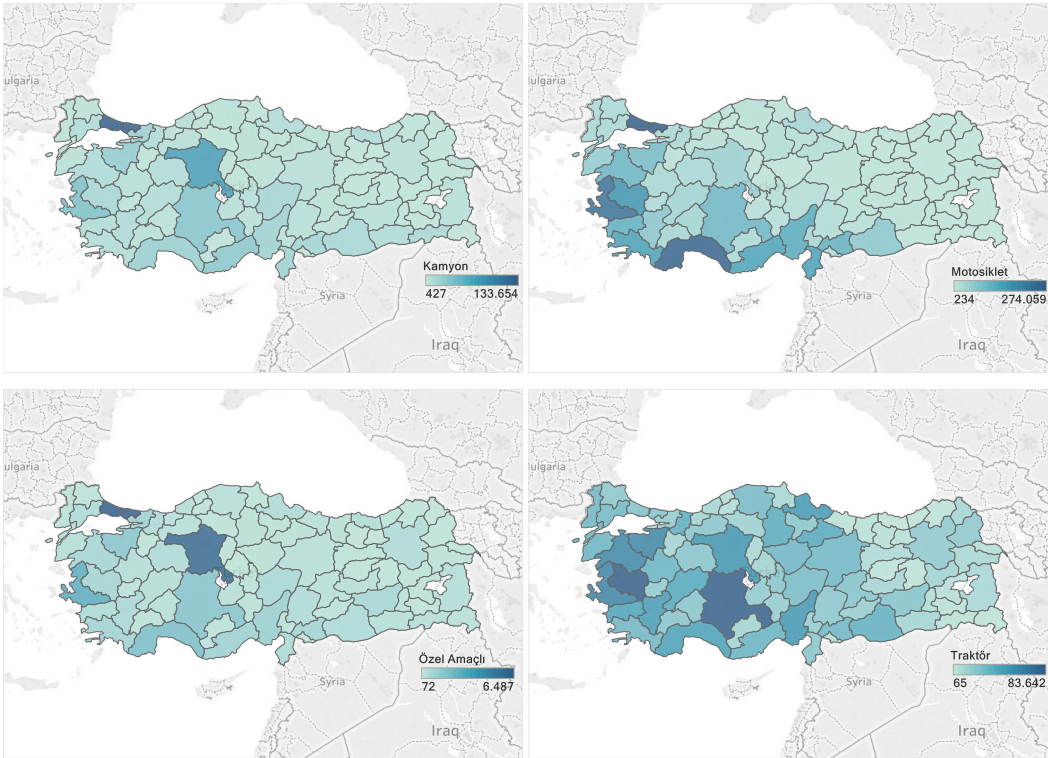 ulgaria
Kamyon
427 133.654
Syria
Iraq
ulgaria
Motosiklet
234 274.059
Syria
Iraq
ulgaria
Özel Amaçlı
72 6.487
Syria
Iraq
ulgaria
Traktör
65 83.642
Syria
Iraq